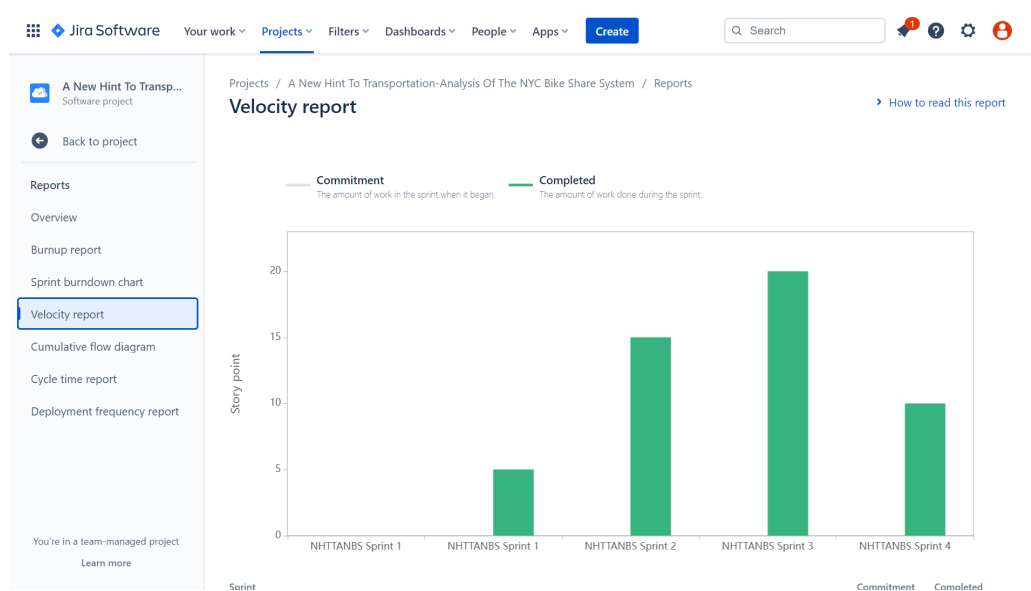 Jira Software
Your work
Projects
Filters
Dashboards
People
Apps
Create
Search
1
A New Hint To Transp...
Software project
Back to project
Reports
Overview
Burnup report
Sprint burndown chart
Velocity report
Cumulative flow diagram
Cycle time report
Deployment frequency report
You're in a team-managed project
Learn more
Projects / A New Hint To Transportation-Analysis Of The NYC Bike Share System / Reports
Velocity report
How to read this report
Commitment
The amount of work in the sprint when it began.
Completed
The amount of work done during the sprint.
Story point
20
15
10
5
0
NHTTANBS Sprint 1
NHTTANBS Sprint 1
NHTTANBS Sprint 2
NHTTANBS Sprint 3
NHTTANBS Sprint 4
Sprint
Commitment
Completed